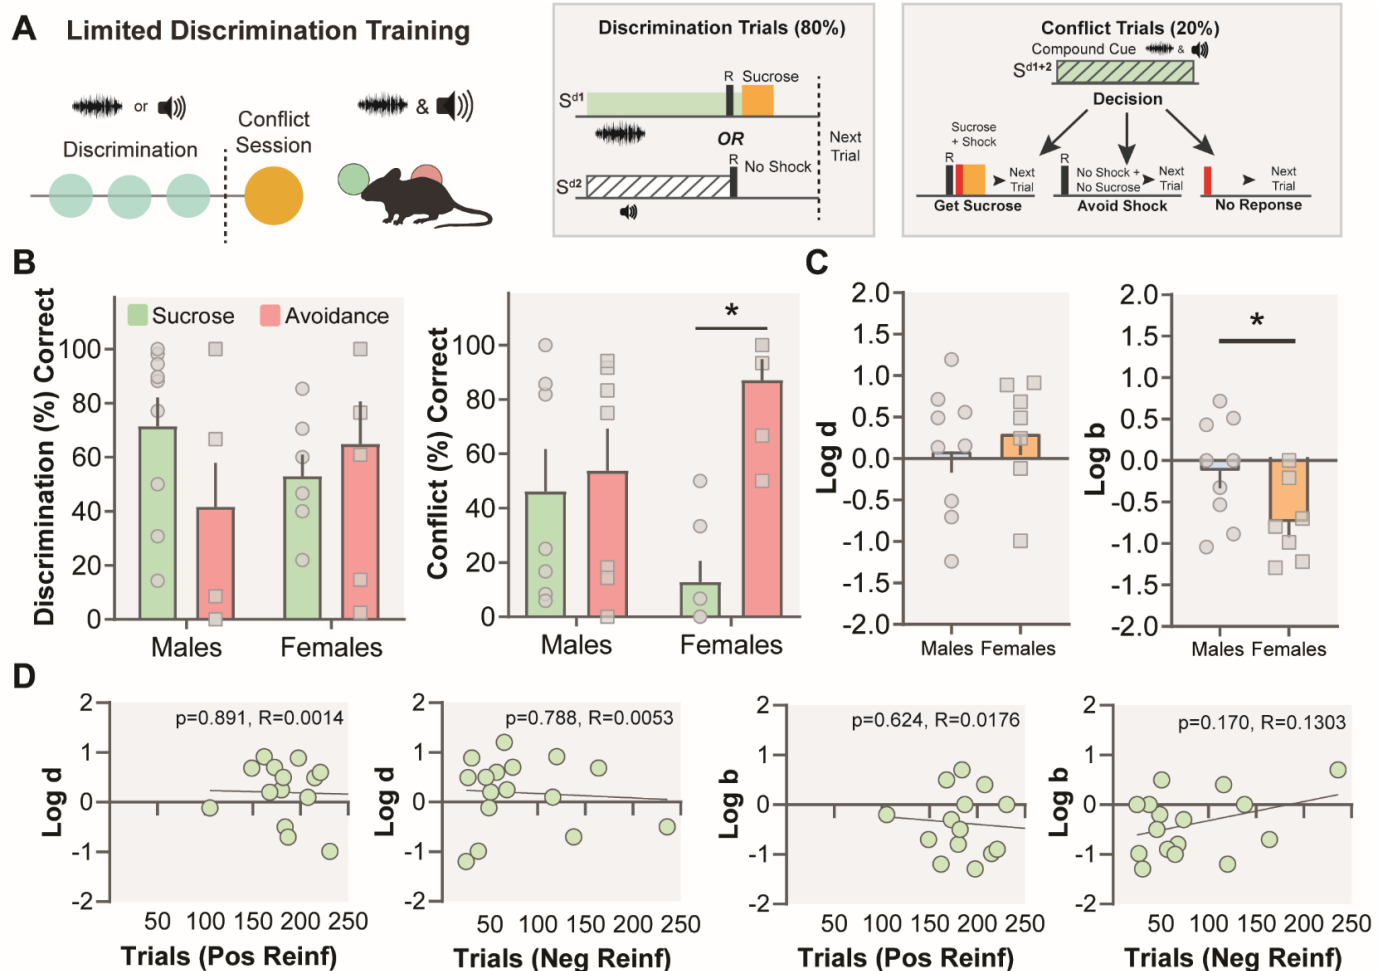 A Limited Discrimination Training
or
&
Discrimination
Conflict
Session
Discrimination Trials (80%)
Sd1
R
Sucrose
OR
Sd2
R
No Shock
Next
Trial
Conflict Trials (20%)
Compound Cue &
Sd1+2
Decision
Sucrose
+ Shock
R
Next
Trial
Get Sucrose
R
No Shock +
No Sucrose
Next
Trial
Avoid Shock
Next
Trial
No Reponse
B
Discrimination (%) Correct
Sucrose
Avoidance
100
80
60
40
20
0
Males
Females
Conflict (%) Correct
*
100
80
60
40
20
0
Males
Females
C
Log d
2.0
1.5
1.0
0.5
0.0
-0.5
-1.0
-1.5
-2.0
Males Females
Log b
*
2.0
1.5
1.0
0.5
0.0
-0.5
-1.0
-1.5
-2.0
Males Females
D
Log d
p=0.891, R=0.0014
2
1
0
-1
-2
50 100 150 200 250
Trials (Pos Reinf)
Log d
p=0.788, R=0.0053
2
1
0
-1
-2
50 100 150 200 250
Trials (Neg Reinf)
Log b
p=0.624, R=0.0176
2
1
0
-1
-2
50 100 150 200 250
Trials (Pos Reinf)
Log b
p=0.170, R=0.1303
2
1
0
-1
-2
50 100 150 200 250
Trials (Neg Reinf)